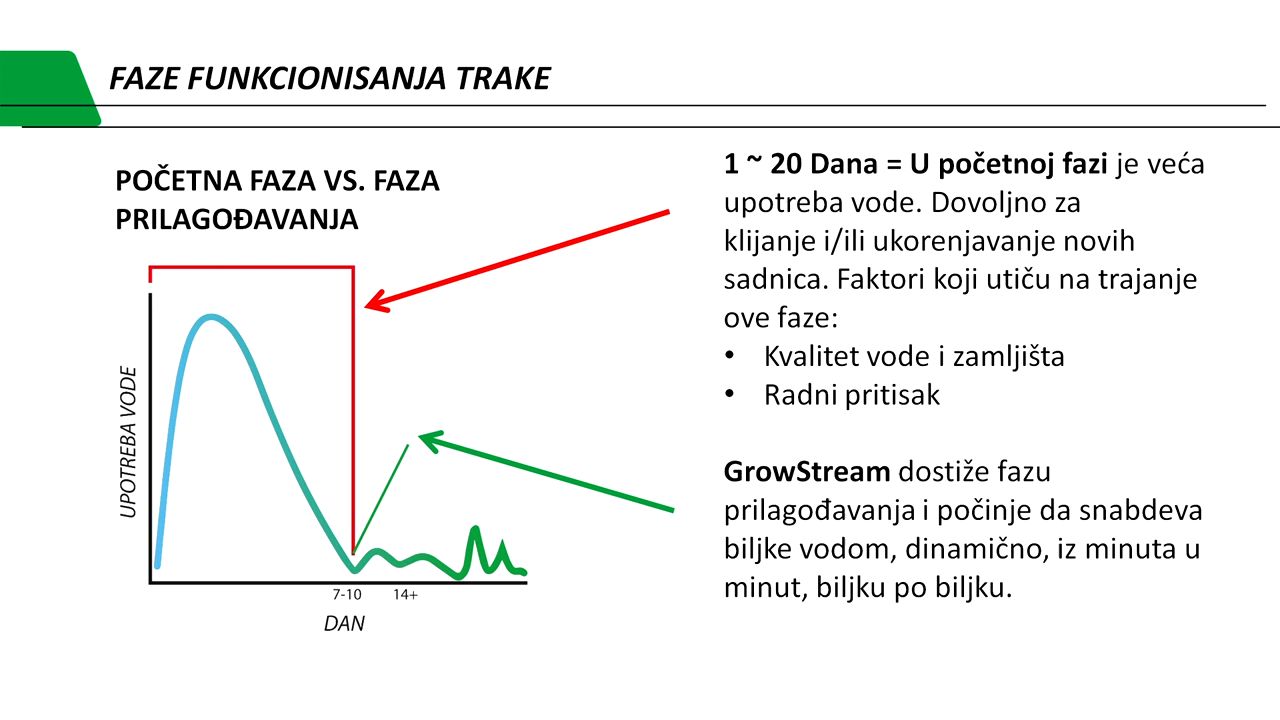 FAZE FUNKCIONISANJA TRAKE
POČETNA FAZA VS. FAZA
PRILAGOĐAVANJA
UPOTREBA VODE
7-10
14+
DAN
1 ~ 20 Dana = U početnoj fazi je veća
upotreba vode. Dovoljno za
klijanje i/ili ukorenjavanje novih
sadnica. Faktori koji utiču na trajanje
ove faze:
• Kvalitet vode i zamljišta
• Radni pritisak
GrowStream dostiže fazu
prilagođavanja i počinje da snabdeva
biljke vodom, dinamično, iz minuta u
minut, biljku po biljku.